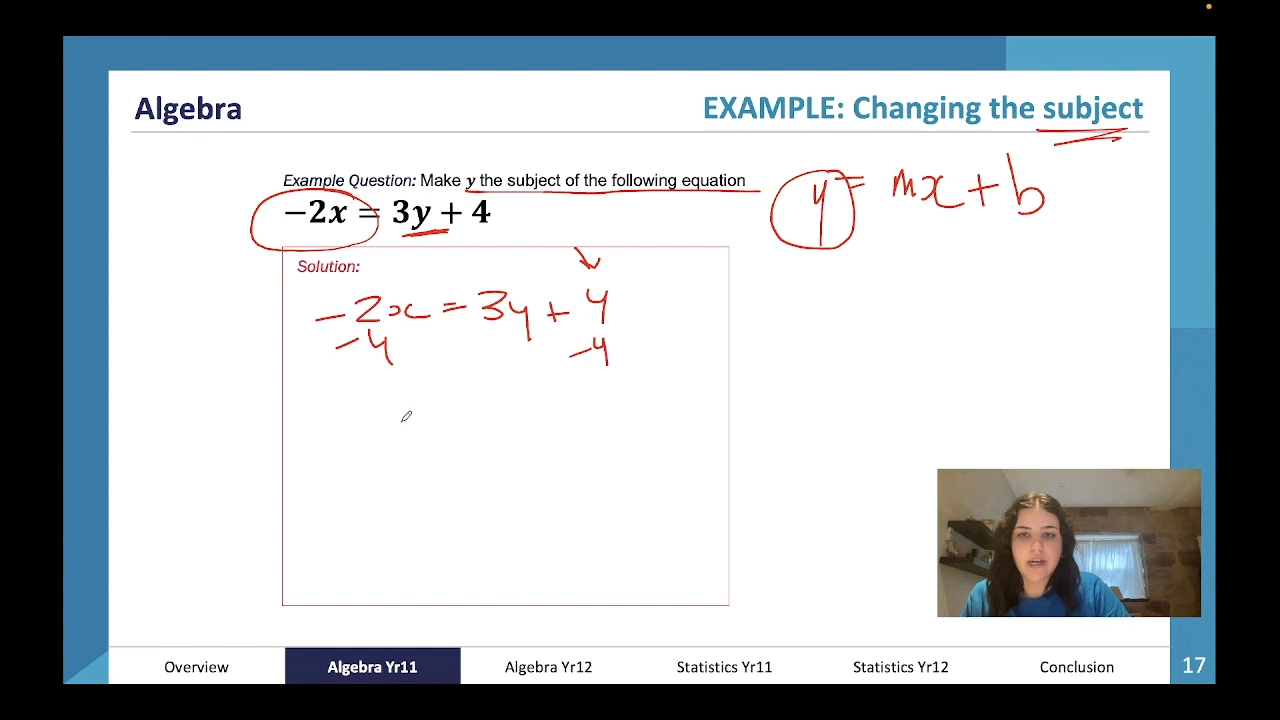 Algebra
EXAMPLE: Changing the subject
Example Question: Make y the subject of the following equation
−2x = 3y + 4
y = mx + b
Solution:
−2x = 3y + 4
−4 −4
Overview
Algebra Yr11
Algebra Yr12
Statistics Yr11
Statistics Yr12
Conclusion
17